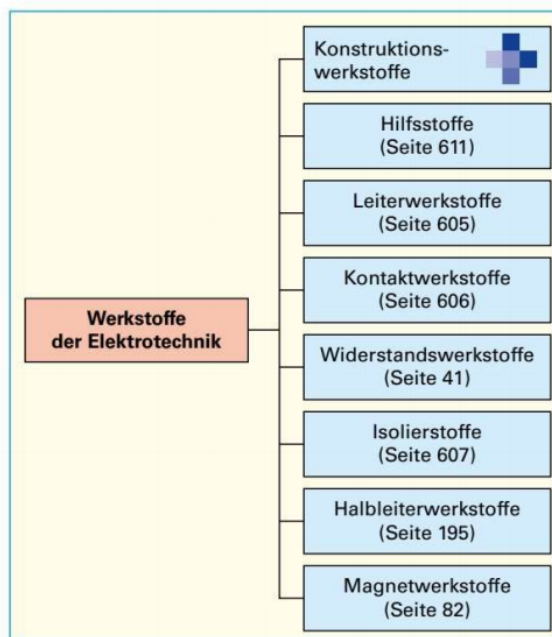 Konstruktions-
werkstoffe
Hilfsstoffe
(Seite 611)
Leiterwerkstoffe
(Seite 605)
Kontaktwerkstoffe
(Seite 606)
Werkstoffe
der Elektrotechnik
Widerstandswerkstoffe
(Seite 41)
Isolierstoffe
(Seite 607)
Halbleiterwerkstoffe
(Seite 195)
Magnetwerkstoffe
(Seite 82)